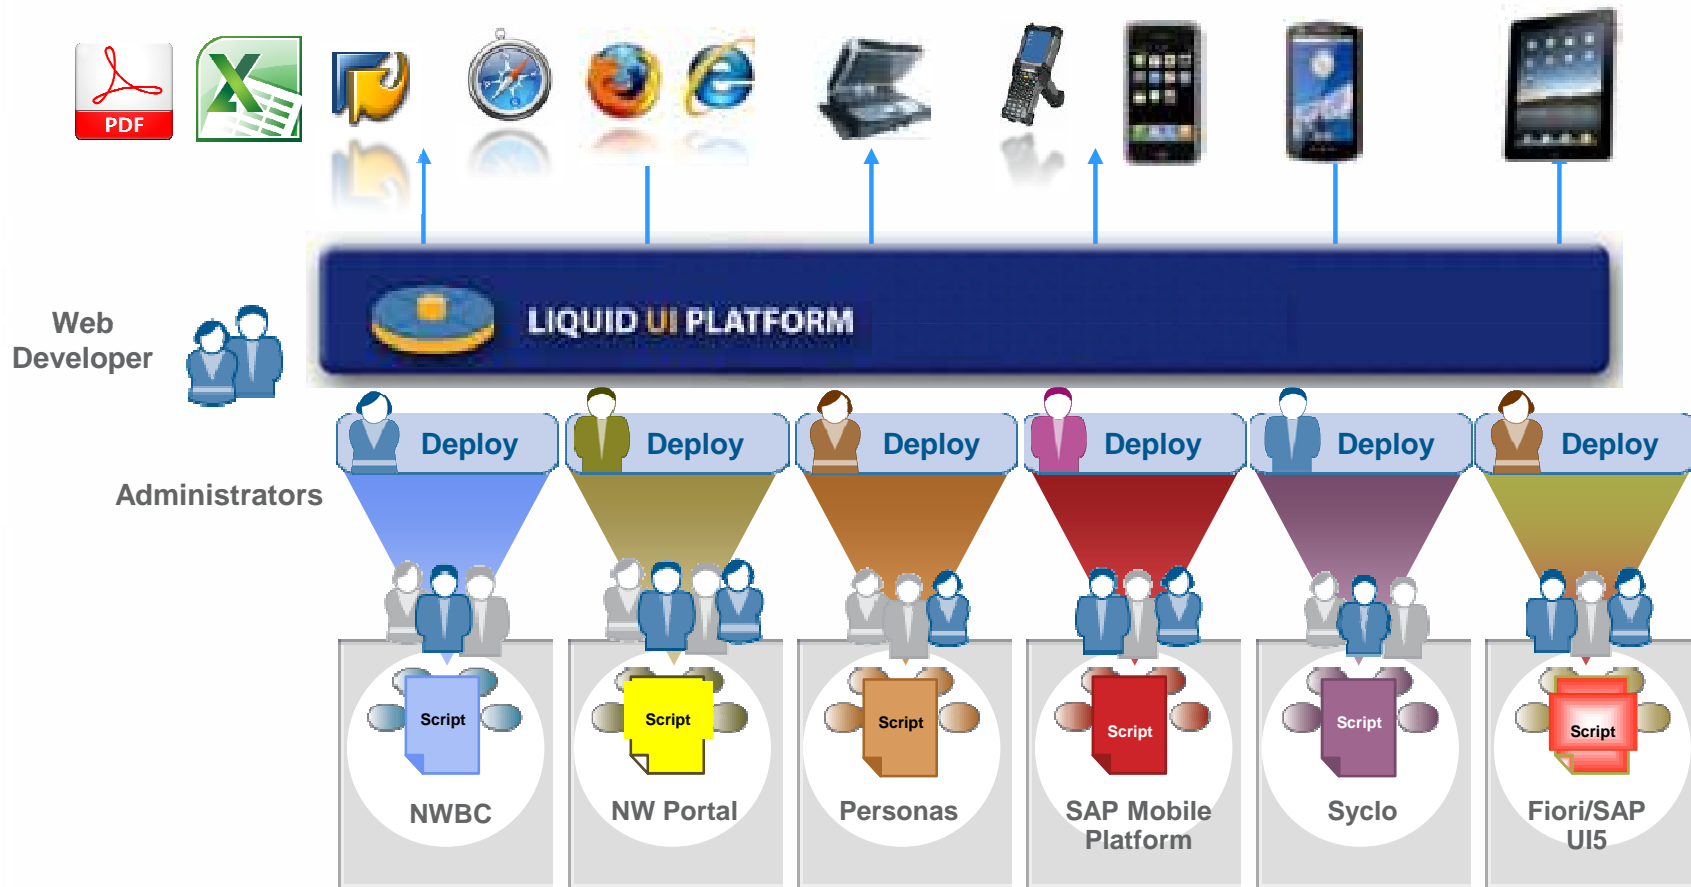 PDF
Web
Developer
LIQUID UI PLATFORM
Deploy
Deploy
Deploy
Deploy
Deploy
Deploy
Administrators
Script
Script
Script
Script
Script
Script
NWBC
NW Portal
Personas
SAP Mobile
Platform
Syclo
Fiori/SAP
UI5